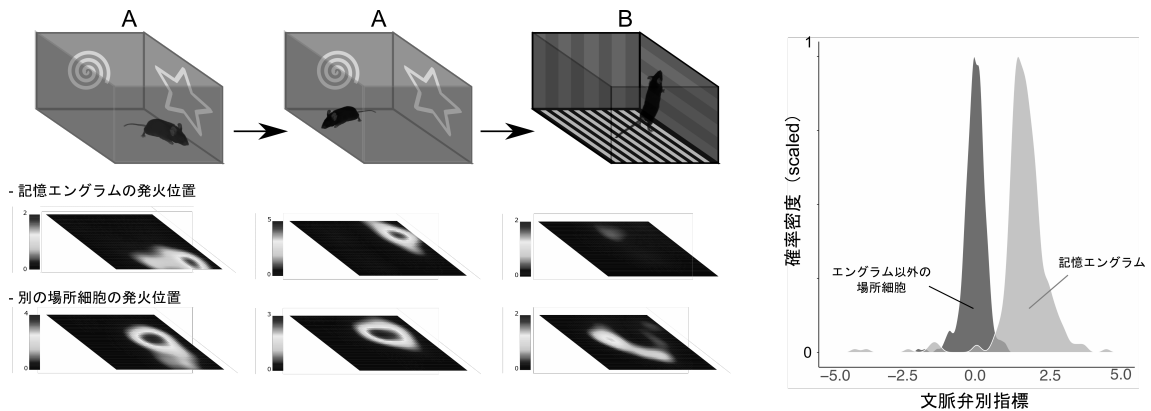 A
A
B
- 記憶エングラムの発火位置
2
0
5
0
2
0
- 別の場所細胞の発火位置
4
0
3
0
2
0
1
0
確率密度（scaled）
エングラム以外の
場所細胞
記憶エングラム
−5.0
−2.5
0.0
2.5
5.0
文脈弁別指標